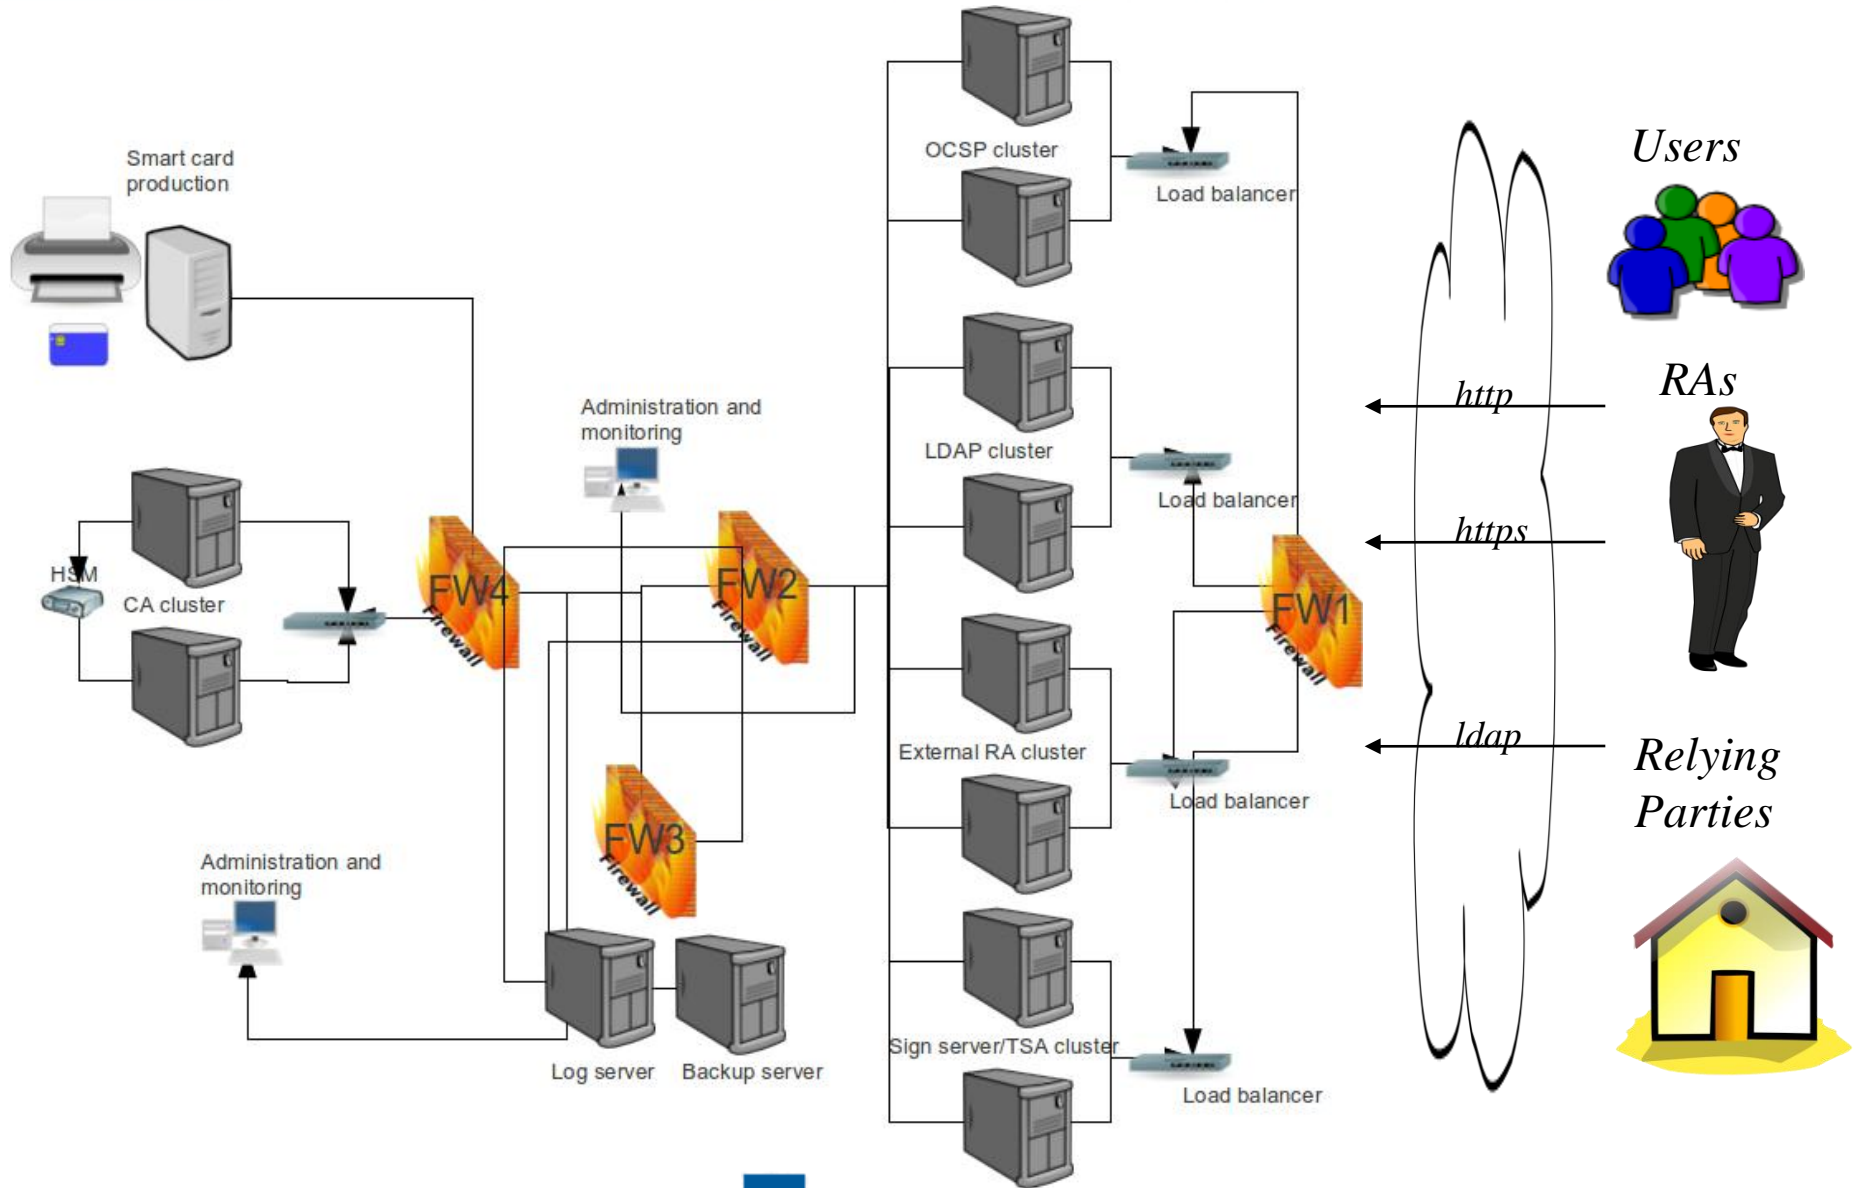 OCSP cluster
Load balancer
Users
Smart card
production
http
RAs
Administration and
monitoring
LDAP cluster
Load balancer
https
HSM
CA cluster
FW4
Firewall
FW2
Firewall
FW1
Firewall
ldap
Relying
Parties
External RA cluster
Load balancer
FW3
Firewall
Administration and
monitoring
Sign server/TSA cluster
Load balancer
Log server
Backup server